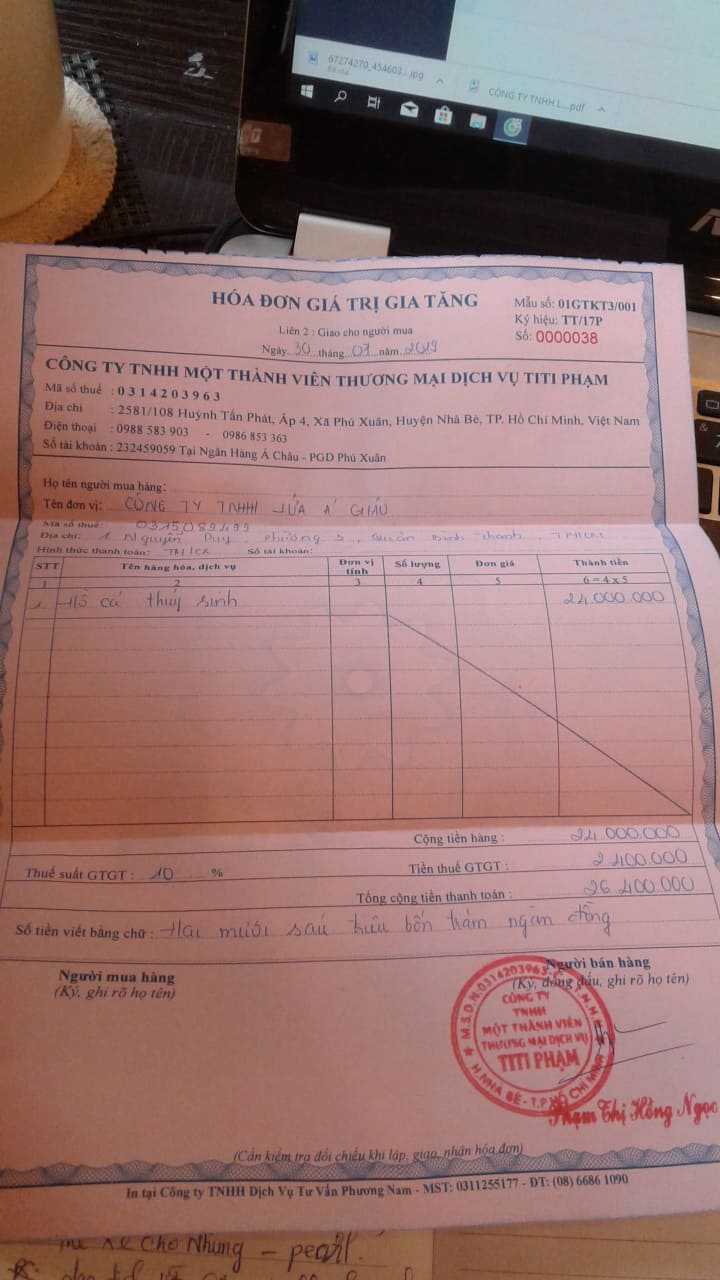 67274270_454603...jpg
CÔNG TY TNHH L...pdf
HÓA ĐƠN GIÁ TRỊ GIA TĂNG
Liên 2 : Giao cho người mua
Ngày 30 tháng 07 năm 2019
Mẫu số: 01GTKT3/001
Ký hiệu: TT/17P
Số: 0000038
CÔNG TY TNHH MỘT THÀNH VIÊN THƯƠNG MẠI DỊCH VỤ TITI PHẠM
Mã số thuế : 0314203963
Địa chỉ : 2581/108 Huỳnh Tấn Phát, Ấp 4, Xã Phú Xuân, Huyện Nhà Bè, TP. Hồ Chí Minh, Việt Nam
Điện thoại : 0988 583 903 - 0986 853 363
Số tài khoản : 232459059 Tại Ngân Hàng Á Châu - PGD Phú Xuân
Họ tên người mua hàng:
Tên đơn vị: CÔNG TY TNHH LỬA Á CHÂU
Mã số thuế: 0315089499
Địa chỉ: 1 Nguyễn Duy, Phường 3, Quận Bình Thạnh, TPHCM
Hình thức thanh toán: TM/CK Số tài khoản:
STT Tên hàng hóa, dịch vụ Đơn vị tính Số lượng Đơn giá Thành tiền
1 2 3 4 5 6 = 4 x 5
1 Hồ cá thủy sinh 24.000.000
Cộng tiền hàng : 24.000.000
Thuế suất GTGT : 10 % Tiền thuế GTGT : 2.400.000
Tổng cộng tiền thanh toán : 26.400.000
Số tiền viết bằng chữ : Hai mươi sáu triệu bốn trăm ngàn đồng
Người mua hàng
(Ký, ghi rõ họ tên)
Người bán hàng
(Ký, đóng dấu, ghi rõ họ tên)
M.S.D.N:0314203963
CÔNG TY
TNHH
MỘT THÀNH VIÊN
THƯƠNG MẠI DỊCH VỤ
TITI PHẠM
H.NHÀ BÈ - T.P HỒ CHÍ MINH
Phạm Thị Hồng Ngọc
(Cần kiểm tra đối chiếu khi lập, giao, nhận hóa đơn)
In tại Công ty TNHH Dịch Vụ Tư Vấn Phương Nam - MST: 0311255177 - ĐT: (08) 6686 1090
xe cho Nhung - pearl.